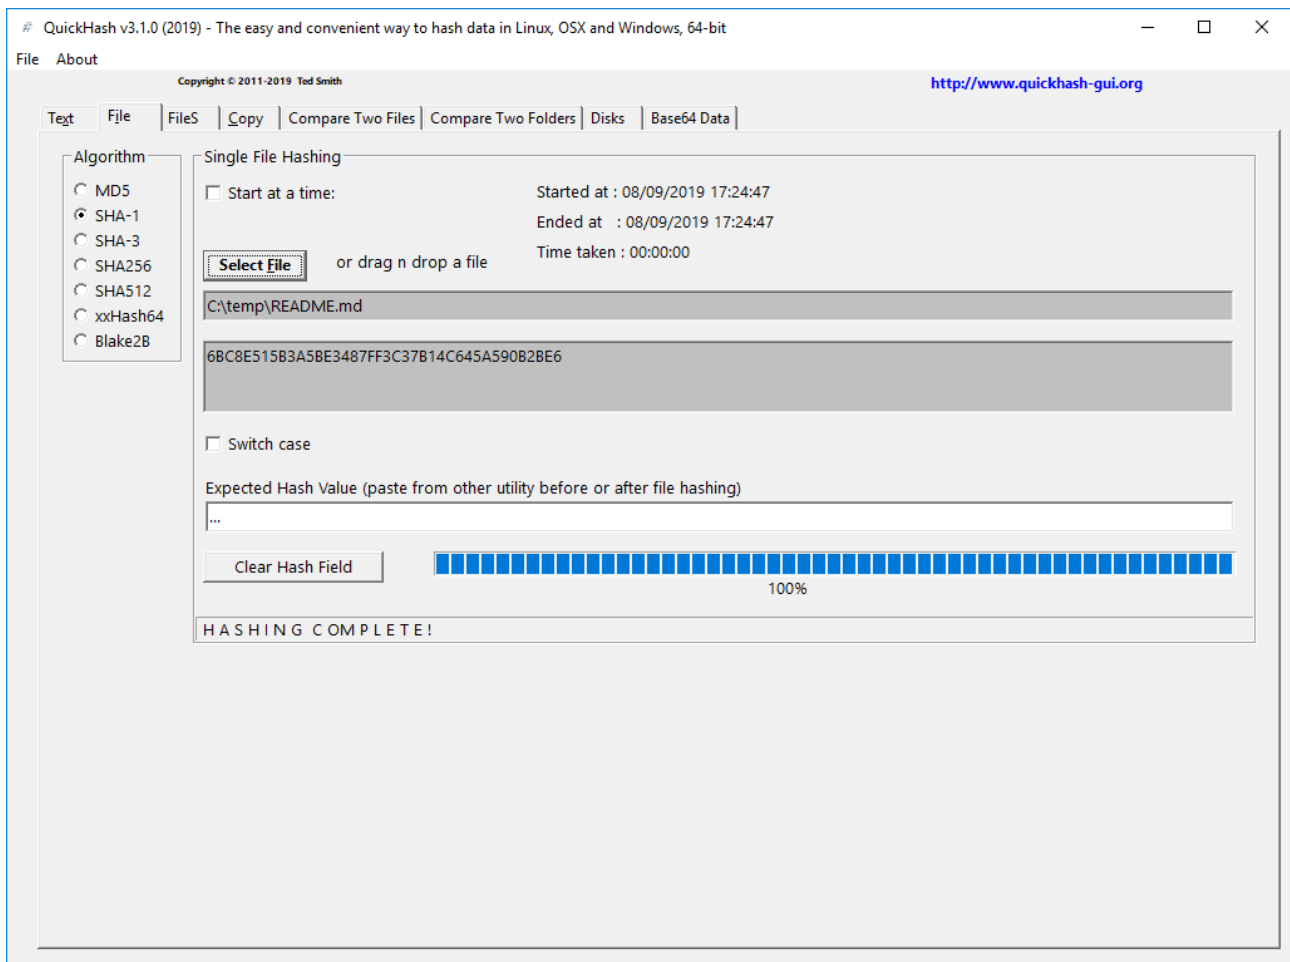 # QuickHash v3.1.0 (2019) - The easy and convenient way to hash data in Linux, OSX and Windows, 64-bit
File About
Copyright © 2011-2019 Ted Smith
http://www.quickhash-gui.org
Text File FileS Copy Compare Two Files Compare Two Folders Disks Base64 Data
Algorithm
MD5
SHA-1
SHA-3
SHA256
SHA512
xxHash64
Blake2B
Single File Hashing
Start at a time:
Started at : 08/09/2019 17:24:47
Ended at : 08/09/2019 17:24:47
Time taken : 00:00:00
Select File or drag n drop a file
C:\temp\README.md
6BC8E515B3A5BE3487FF3C37B14C645A590B2BE6
Switch case
Expected Hash Value (paste from other utility before or after file hashing)
...
Clear Hash Field
100%
H A S H I N G C O M P L E T E !